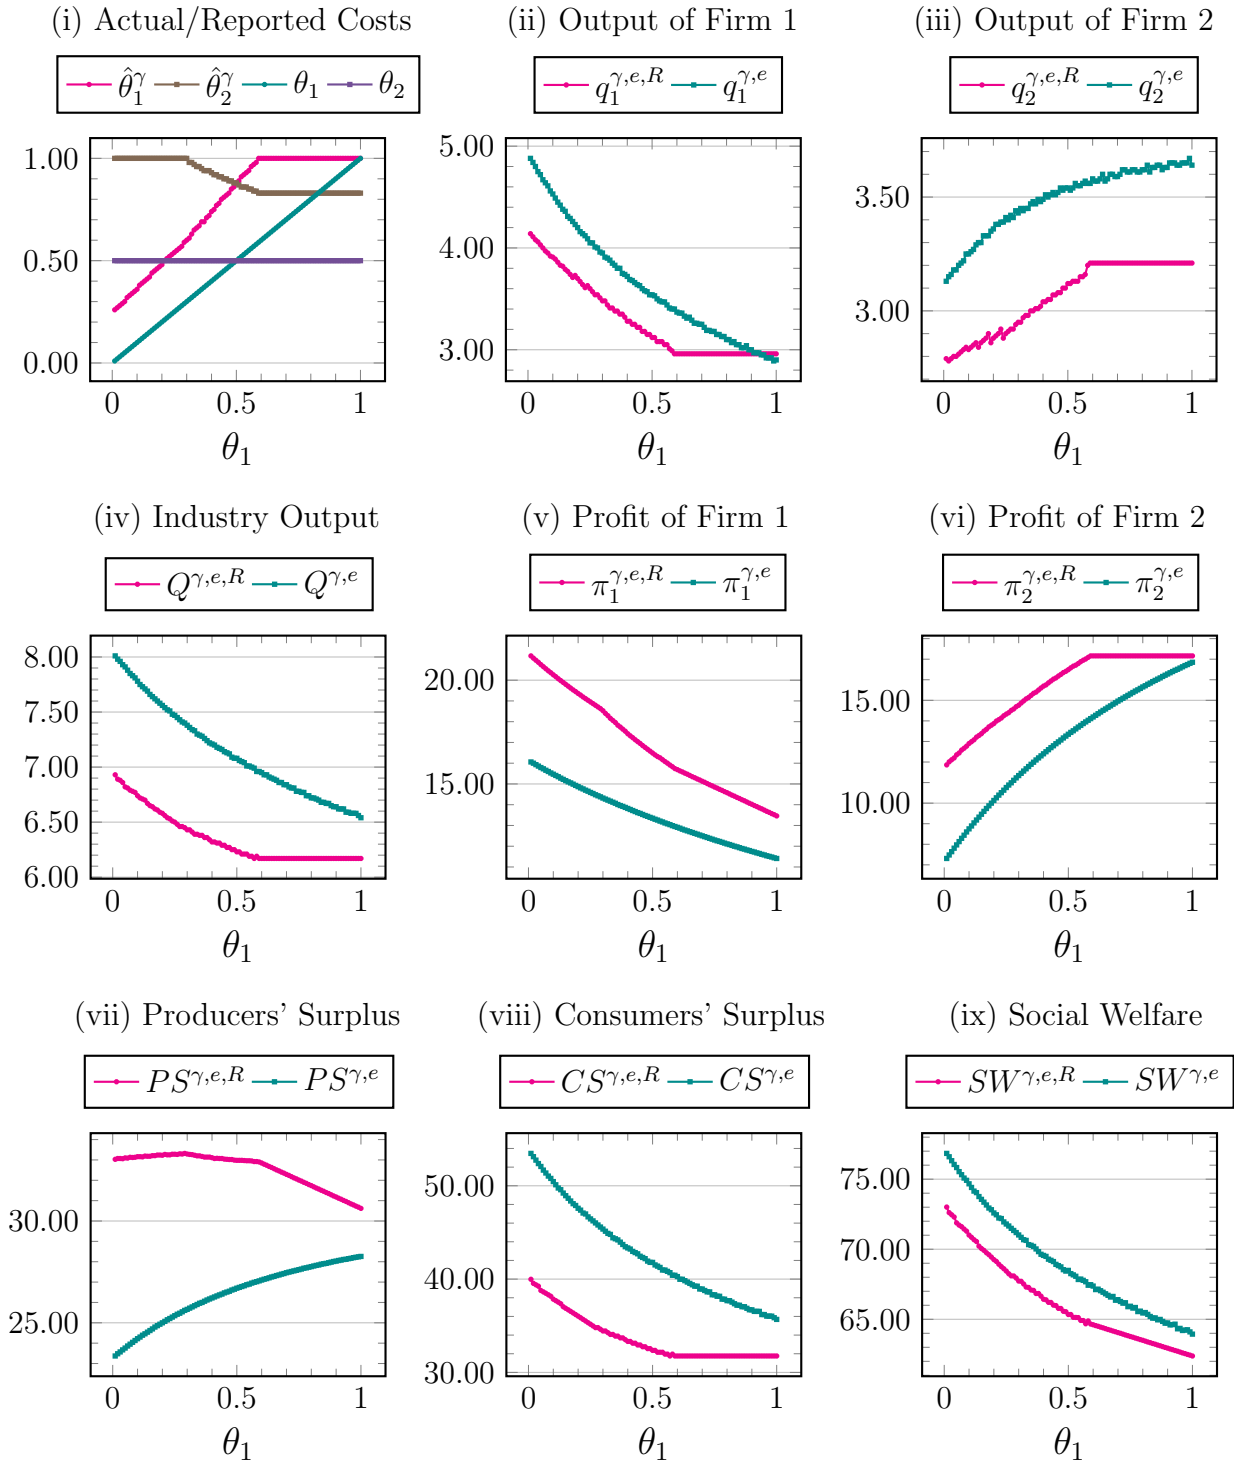 (i) Actual/Reported Costs
(ii) Output of Firm 1
(iii) Output of Firm 2
θ̂₁^γ θ̂₂^γ θ₁ θ₂
q₁^{γ,e,R} q₁^{γ,e}
q₂^{γ,e,R} q₂^{γ,e}
1.00
0.50
0.00
0 0.5 1
θ₁
5.00
4.00
3.00
0 0.5 1
θ₁
3.50
3.00
0 0.5 1
θ₁
(iv) Industry Output
(v) Profit of Firm 1
(vi) Profit of Firm 2
Q^{γ,e,R} Q^{γ,e}
π₁^{γ,e,R} π₁^{γ,e}
π₂^{γ,e,R} π₂^{γ,e}
8.00
7.50
7.00
6.50
6.00
0 0.5 1
θ₁
20.00
15.00
0 0.5 1
θ₁
15.00
10.00
0 0.5 1
θ₁
(vii) Producers' Surplus
(viii) Consumers' Surplus
(ix) Social Welfare
PS^{γ,e,R} PS^{γ,e}
CS^{γ,e,R} CS^{γ,e}
SW^{γ,e,R} SW^{γ,e}
30.00
25.00
0 0.5 1
θ₁
50.00
40.00
30.00
0 0.5 1
θ₁
75.00
70.00
65.00
0 0.5 1
θ₁